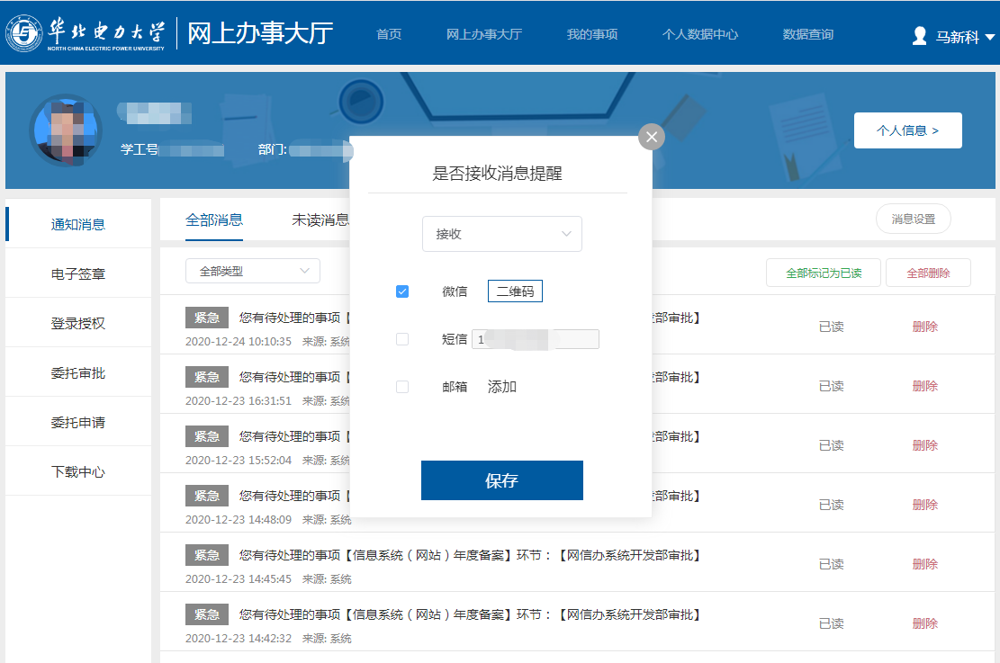 华北电力大学
NORTH CHINA ELECTRIC POWER UNIVERSITY
网上办事大厅
首页 网上办事大厅 我的事项 个人数据中心 数据查询
马新科
学工号
部门:
个人信息 >
是否接收消息提醒
接收
微信 二维码
短信 1
邮箱 添加
保存
通知消息
电子签章
登录授权
委托审批
委托申请
下载中心
全部消息 未读消息 消息设置
全部类型 全部标记为已读 全部删除
紧急 您有待处理的事项【 发部审批】 已读 删除
2020-12-24 10:10:35 来源: 系统
紧急 您有待处理的事项【 发部审批】 已读 删除
2020-12-23 16:31:51 来源: 系统
紧急 您有待处理的事项【 发部审批】 已读 删除
2020-12-23 15:52:04 来源: 系统
紧急 您有待处理的事项【 发部审批】 已读 删除
2020-12-23 14:48:09 来源: 系统
紧急 您有待处理的事项【信息系统（网站）年度备案】环节：【网信办系统开发部审批】 已读 删除
2020-12-23 14:45:45 来源: 系统
紧急 您有待处理的事项【信息系统（网站）年度备案】环节：【网信办系统开发部审批】 已读 删除
2020-12-23 14:42:32 来源: 系统